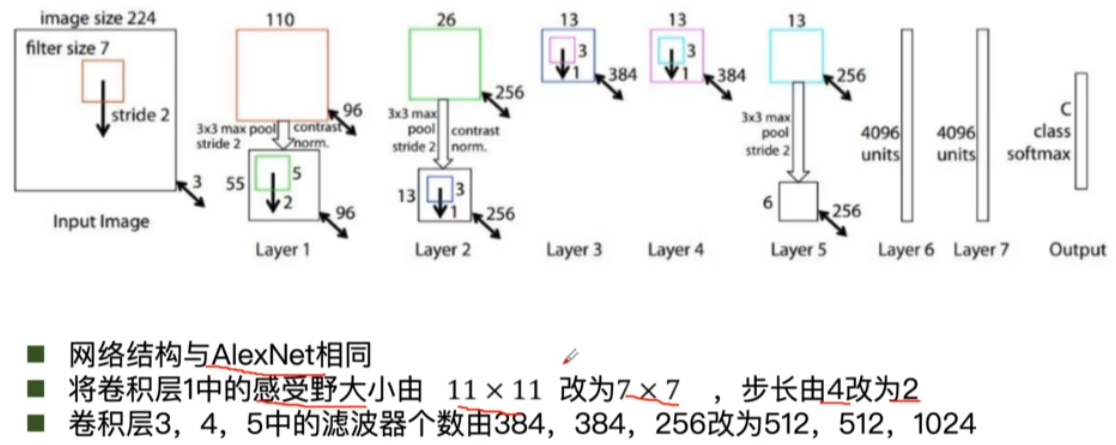 image size 224
110
26
13
13
13
filter size 7
stride 2
3
1
384
3
1
384
256
256
96
3x3 max pool
stride 2
contrast
norm.
3x3 max
pool
stride 2
contrast
norm.
3x3 max
pool
stride 2
4096
units
4096
units
C
class
softmax
3
55
5
2
96
13
3
1
256
6
256
Input Image
Layer 1
Layer 2
Layer 3
Layer 4
Layer 5
Layer 6
Layer 7
Output
网络结构与AlexNet相同
将卷积层1中的感受野大小由 11 × 11 改为7 × 7 ，步长由4改为2
卷积层3，4，5中的滤波器个数由384，384，256改为512，512，1024